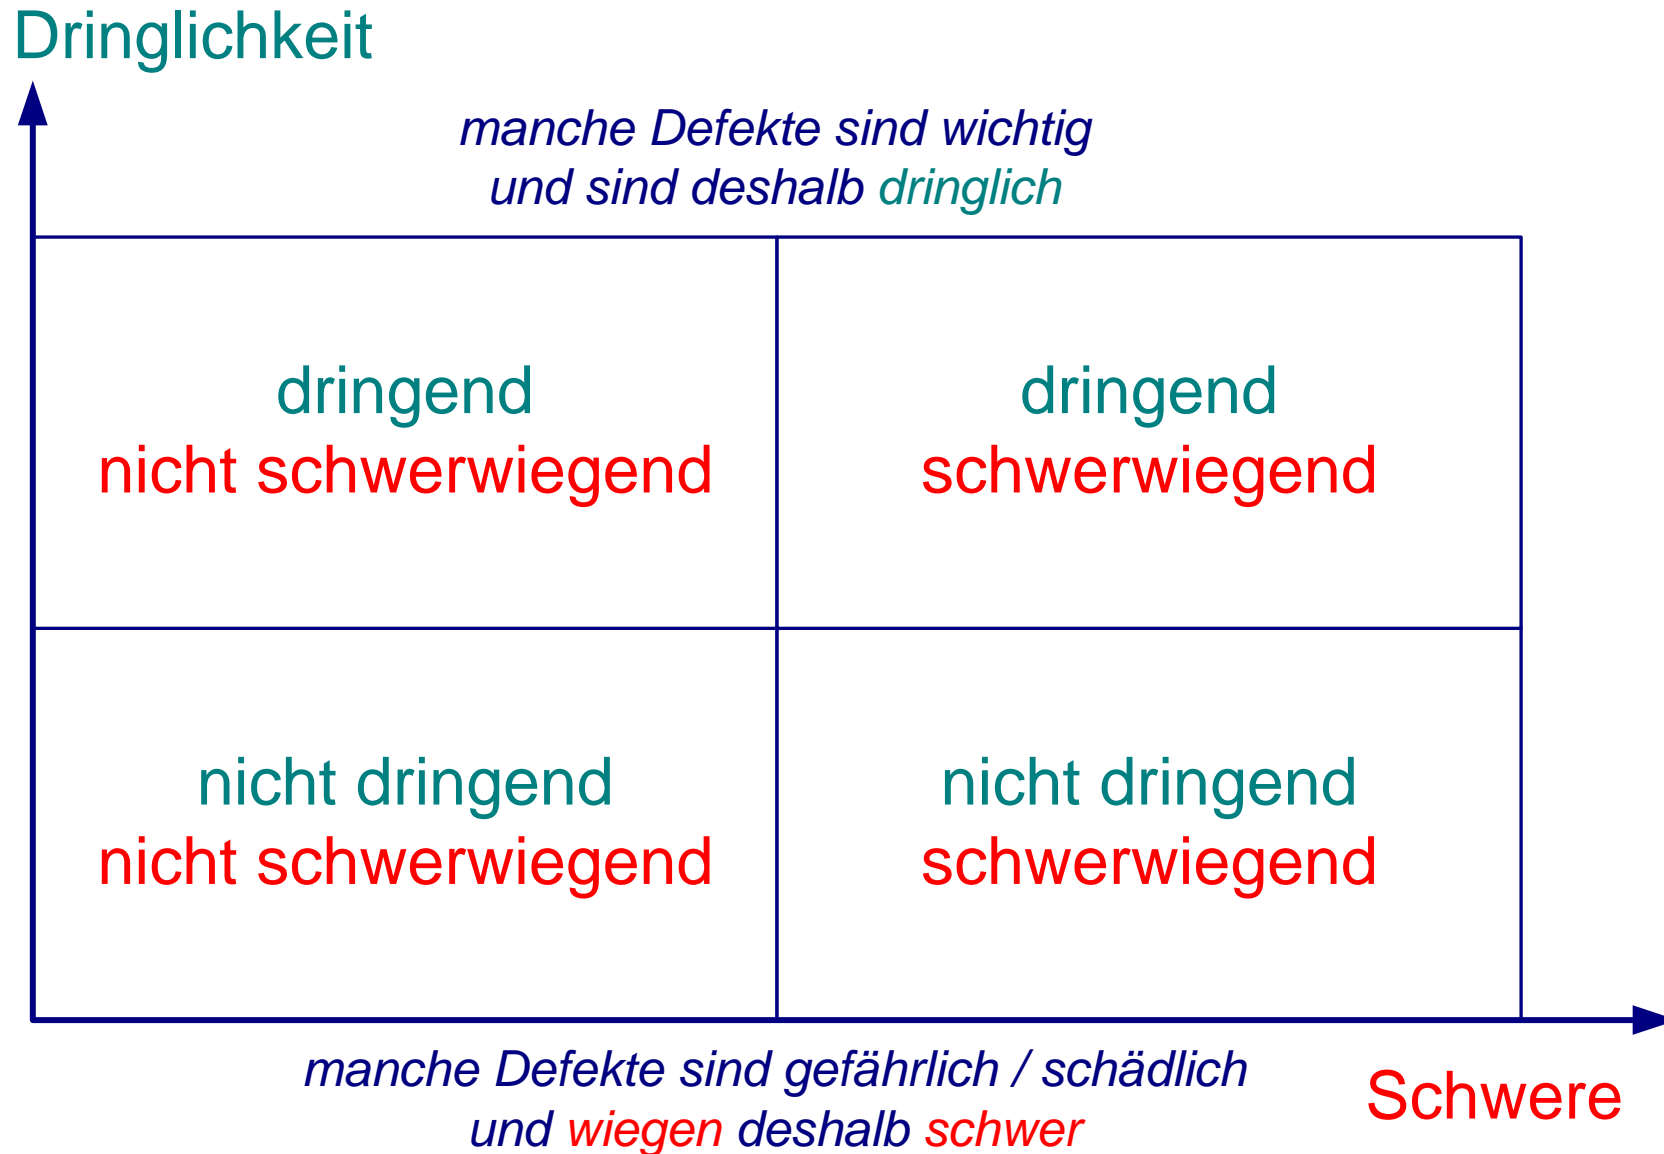 Dringlichkeit
manche Defekte sind wichtig
und sind deshalb dringlich
dringend
nicht schwerwiegend
dringend
schwerwiegend
nicht dringend
nicht schwerwiegend
nicht dringend
schwerwiegend
manche Defekte sind gefährlich / schädlich
und wiegen deshalb schwer
Schwere